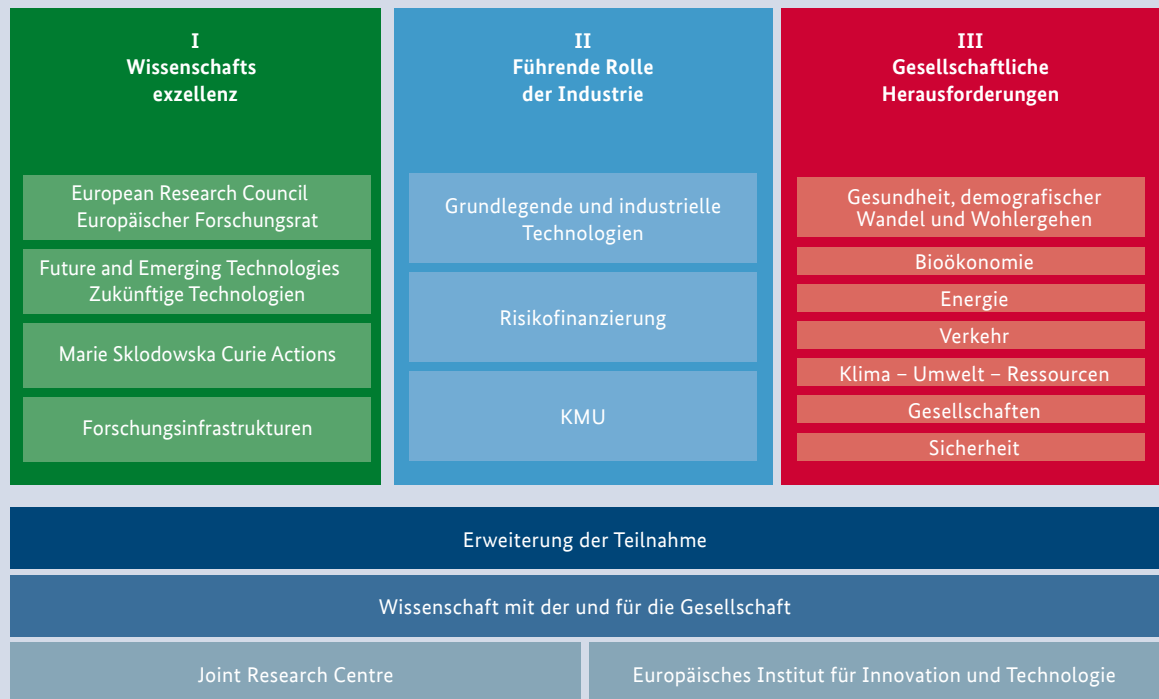 I
Wissenschafts
exzellenz
European Research Council
Europäischer Forschungsrat
Future and Emerging Technologies
Zukünftige Technologien
Marie Sklodowska Curie Actions
Forschungsinfrastrukturen
II
Führende Rolle
der Industrie
Grundlegende und industrielle
Technologien
Risikofinanzierung
KMU
III
Gesellschaftliche
Herausforderungen
Gesundheit, demografischer
Wandel und Wohlergehen
Bioökonomie
Energie
Verkehr
Klima – Umwelt – Ressourcen
Gesellschaften
Sicherheit
Erweiterung der Teilnahme
Wissenschaft mit der und für die Gesellschaft
Joint Research Centre
Europäisches Institut für Innovation und Technologie